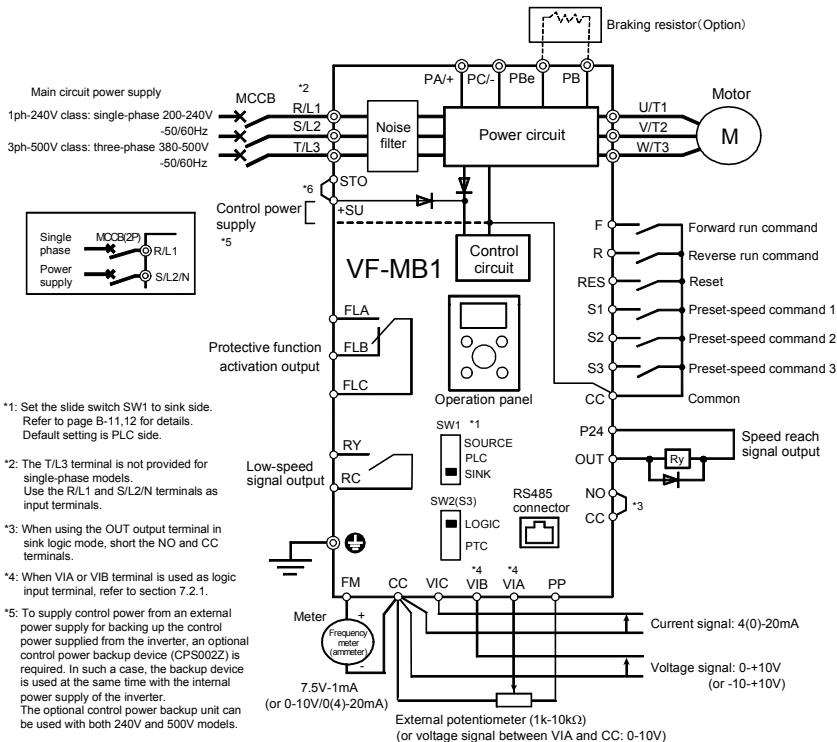 Braking resistor(Option)
PA/+ PC/- PBe PB
Main circuit power supply
MCCB
*2
1ph-240V class: single-phase 200-240V
-50/60Hz
3ph-500V class: three-phase 380-500V
-50/60Hz
R/L1
S/L2
T/L3
Noise
filter
Power circuit
U/T1
V/T2
W/T3
Motor
M
*6
STO
+SU
Control power
supply
*5
Control
circuit
VF-MB1
Single
phase
Power
supply
MCCB(2P)
R/L1
S/L2/N
F
Forward run command
R
Reverse run command
RES
Reset
S1
Preset-speed command 1
S2
Preset-speed command 2
S3
Preset-speed command 3
CC
Common
FLA
FLB
FLC
Protective function
activation output
Operation panel
P24
OUT
Ry
Speed reach
signal output
NO
CC
*3
RY
RC
Low-speed
signal output
SW1 *1
SOURCE
PLC
SINK
SW2(S3)
LOGIC
PTC
RS485
connector
*1: Set the slide switch SW1 to sink side.
Refer to page B-11,12 for details.
Default setting is PLC side.
*2: The T/L3 terminal is not provided for
single-phase models.
Use the R/L1 and S/L2/N terminals as
input terminals.
*3: When using the OUT output terminal in
sink logic mode, short the NO and CC
terminals.
*4: When VIA or VIB terminal is used as logic
input terminal, refer to section 7.2.1.
*5: To supply control power from an external
power supply for backing up the control
power supplied from the inverter, an optional
control power backup device (CPS002Z) is
required. In such a case, the backup device
is used at the same time with the internal
power supply of the inverter.
The optional control power backup unit can
be used with both 240V and 500V models.
*4 *4
FM CC VIC VIB VIA PP
Meter
+
Frequency
meter
(ammeter)
-
7.5V-1mA
(or 0-10V/0(4)-20mA)
Current signal: 4(0)-20mA
Voltage signal: 0-+10V
(or -10-+10V)
External potentiometer (1k-10kΩ)
(or voltage signal between VIA and CC: 0-10V)